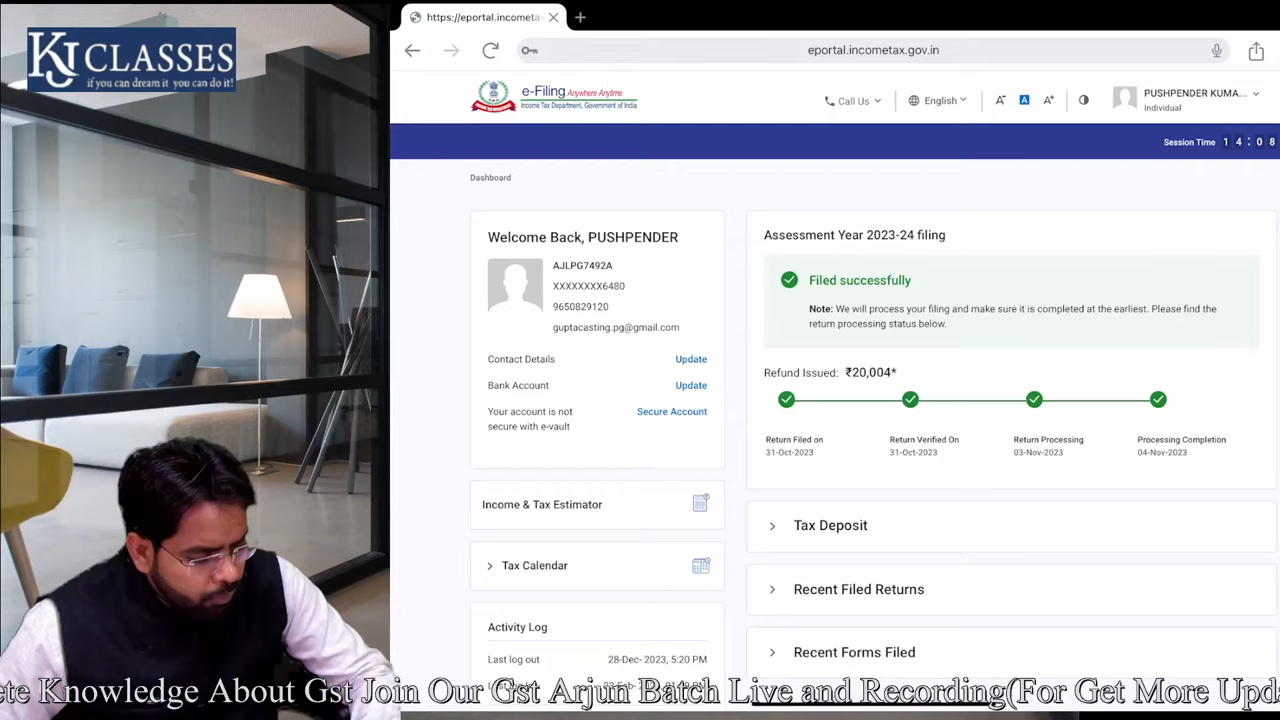 KJ CLASSES
if you can dream it you can do it!
https://eportal.incometa
eportal.incometax.gov.in
e-Filing Anywhere Anytime
Income Tax Department, Government of India
Call Us
English
A-
A
A+
PUSHPENDER KUMA...
Individual
Session Time 1 4 : 0 8
Dashboard
Welcome Back, PUSHPENDER
AJLPG7492A
XXXXXXXX6480
9650829120
guptacasting.pg@gmail.com
Contact Details Update
Bank Account Update
Your account is not Secure Account
secure with e-vault
Income & Tax Estimator
Tax Calendar
Activity Log
Last log out 28-Dec- 2023, 5:20 PM
Assessment Year 2023-24 filing
Filed successfully
Note: We will process your filing and make sure it is completed at the earliest. Please find the
return processing status below.
Refund Issued: ₹20,004*
Return Filed on Return Verified On Return Processing Processing Completion
31-Oct-2023 31-Oct-2023 03-Nov-2023 04-Nov-2023
Tax Deposit
Recent Filed Returns
Recent Forms Filed
ete Knowledge About Gst Join Our Gst Arjun Batch Live and Recording(For Get More Upda